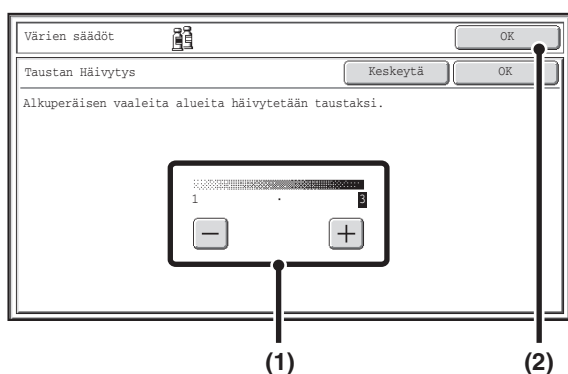 Värien säädöt OK
Taustan Häivytys Keskeytä OK
Alkuperäisen vaaleita alueita häivytetään taustaksi.
1 · 3
− +
(1) (2)